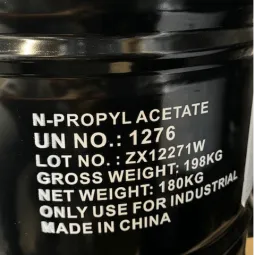 N-PROPYL ACETATE
UN NO.: 1276
LOT NO. : ZX12271W
GROSS WEIGHT: 198KG
NET WEIGHT: 180KG
ONLY USE FOR INDUSTRIAL
MADE IN CHINA